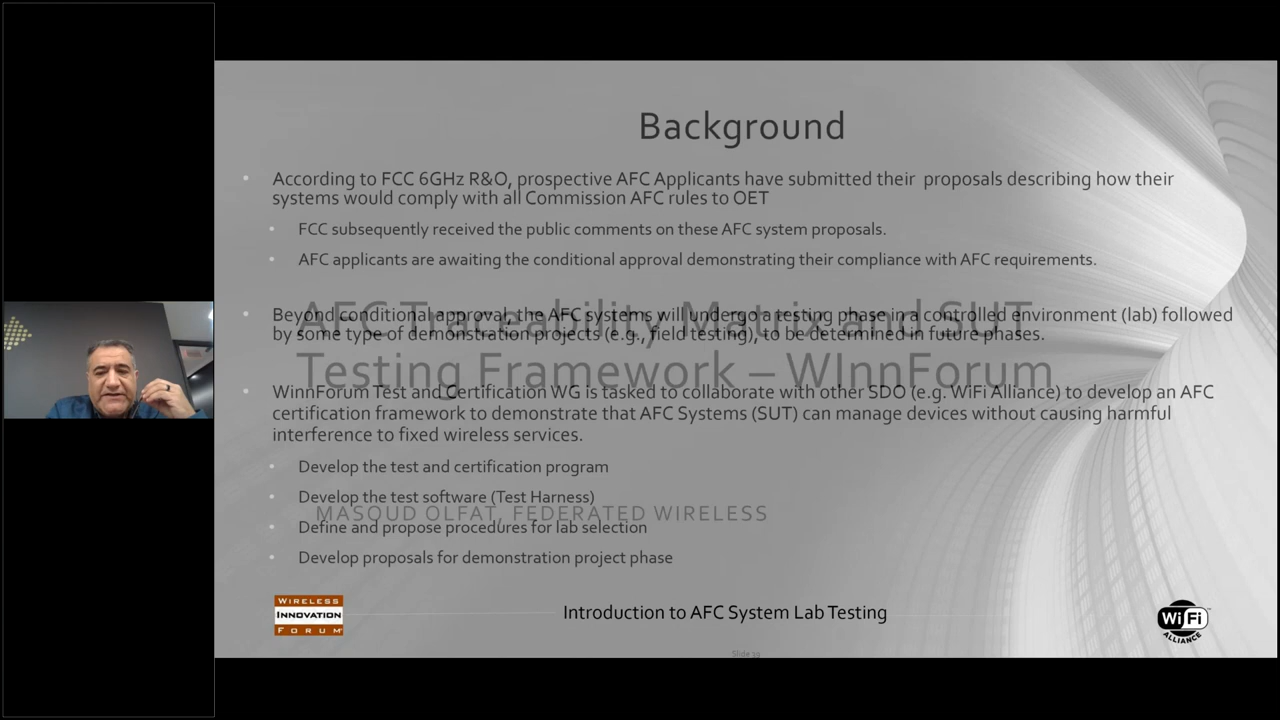 Background
• According to FCC 6GHz R&O, prospective AFC Applicants have submitted their proposals describing how their
systems would comply with all Commission AFC rules to OET
• FCC subsequently received the public comments on these AFC system proposals.
• AFC applicants are awaiting the conditional approval demonstrating their compliance with AFC requirements.
• Beyond conditional approval, the AFC systems will undergo a testing phase in a controlled environment (lab) followed
by some type of demonstration projects (e.g., field testing), to be determined in future phases.
AFC Traceability Matrix and SUT
Testing Framework – WInnForum
• WinnForum Test and Certification WG is tasked to collaborate with other SDO (e.g. WiFi Alliance) to develop an AFC
certification framework to demonstrate that AFC Systems (SUT) can manage devices without causing harmful
interference to fixed wireless services.
• Develop the test and certification program
• Develop the test software (Test Harness)
MASOUD OLFAT, FEDERATED WIRELESS
• Define and propose procedures for lab selection
• Develop proposals for demonstration project phase
WIRELESS
INNOVATION
FORUM
Introduction to AFC System Lab Testing
Wi Fi
ALLIANCE
Slide 19